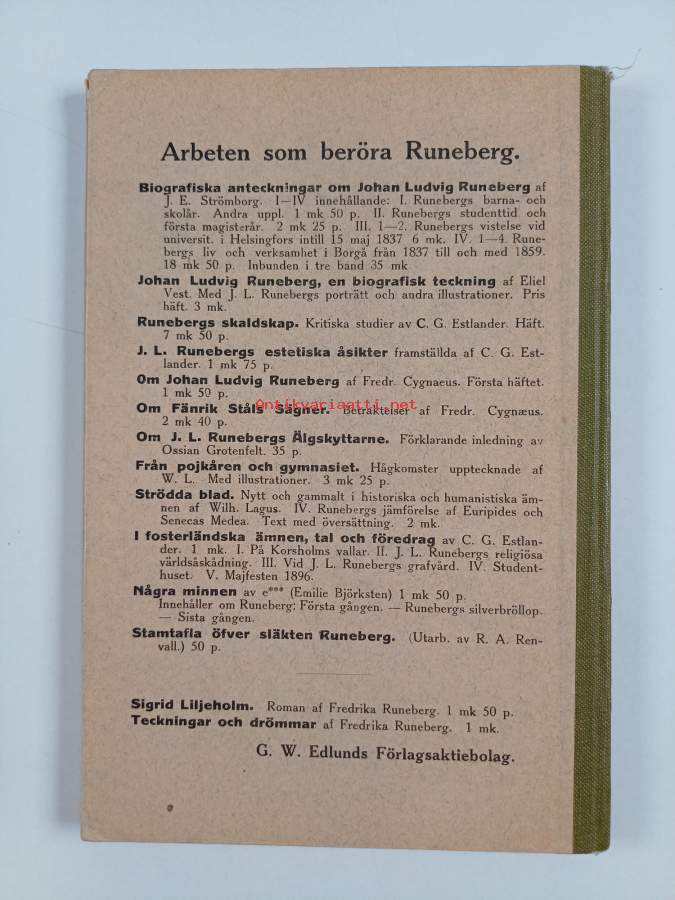 Arbeten som beröra Runeberg.
Biografiska anteckningar om Johan Ludvig Runeberg af
J. E. Strömborg. I—IV innehållande: I. Runebergs barna- och
skolår. Andra uppl. 1 mk 50 p. II. Runebergs studenttid och
första magisterår. 2 mk 25 p. III. 1—2. Runebergs vistelse vid
universit. i Helsingfors intill 15 maj 1837 6 mk. IV. 1—4. Rune-
bergs liv och verksamhet i Borgå från 1837 till och med 1859.
18 mk 50 p. Inbunden i tre band 35 mk
Johan Ludvig Runeberg, en biografisk teckning af Eliel
Vest. Med J. L. Runebergs porträtt och andra illustrationer. Pris
häft. 3 mk.
Runebergs skaldskap. Kritiska studier av C. G. Estlander. Häft.
7 mk 50 p.
J. L. Runebergs estetiska åsikter framställda af C. G. Est-
lander. 1 mk 75 p.
Om Johan Ludvig Runeberg af Fredr. Cygnaeus. Första häftet.
1 mk 50 p.
Antikvariaatti.net
Om Fänrik Ståls Sägner. Betraktelser af Fredr. Cygnæus.
2 mk 40 p.
Om J. L. Runebergs Älgskyttarne. Förklarande inledning av
Ossian Grotenfelt. 35 p.
Från pojkåren och gymnasiet. Hågkomster upptecknade af
W. L. Med illustrationer. 3 mk 25 p.
Strödda blad. Nytt och gammalt i historiska och humanistiska äm-
nen af Wilh. Lagus. IV. Runebergs jämförelse af Euripides och
Senecas Medea. Text med översättning. 2 mk.
I fosterländska ämnen, tal och föredrag av C. G. Estlan-
der. 1 mk. I. På Korsholms vallar. II. J. L. Runebergs religiösa
världsåskådning. III. Vid J. L. Runebergs grafvård. IV. Student-
huset. V. Majfesten 1896.
Några minnen av e*** (Emilie Björksten) 1 mk 50 p.
Innehåller om Runeberg: Första gången. — Runebergs silverbröllop.
— Sista gången.
Stamtafla öfver släkten Runeberg. (Utarb. av R. A. Ren-
vall.) 50 p.
Sigrid Liljeholm. Roman af Fredrika Runeberg. 1 mk 50 p.
Teckningar och drömmar af Fredrika Runeberg. 1 mk.
G. W. Edlunds Förlagsaktiebolag.